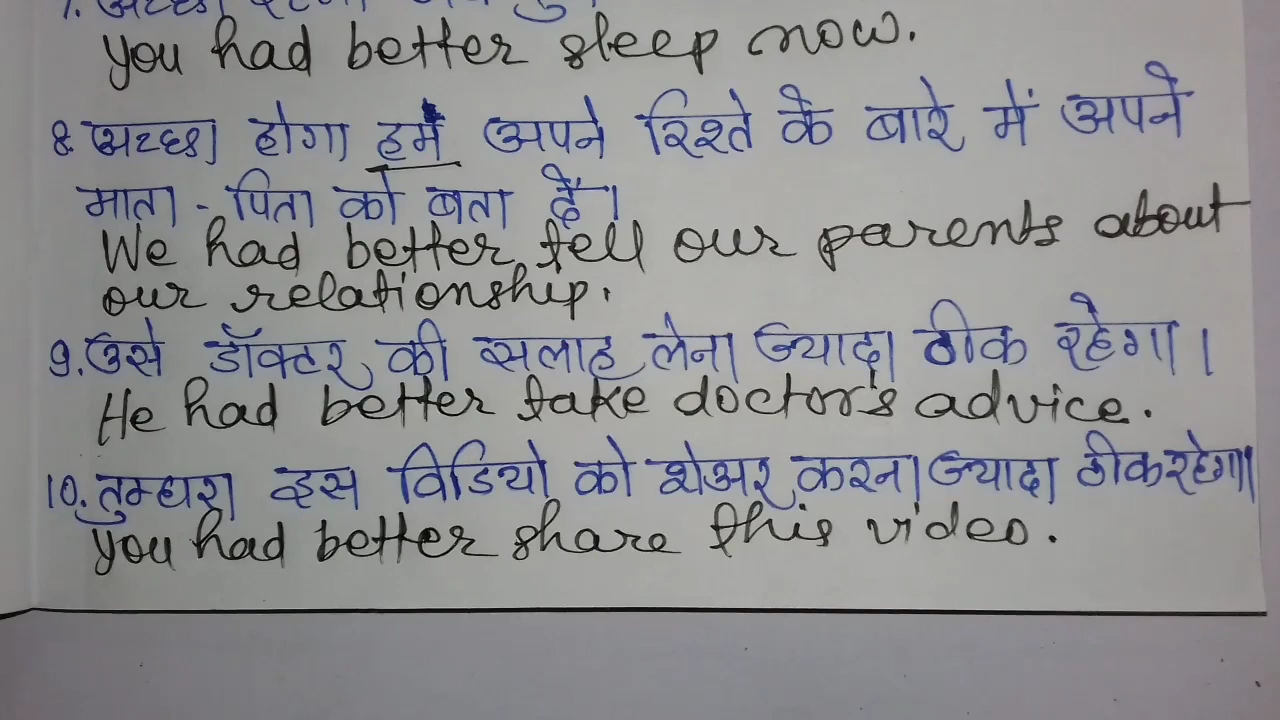 7. अच्छा
you had better sleep now.
8. अच्छा होगा हमें अपने रिश्ते के बारे में अपने
माता - पिता को बता दें।
We had better tell our parents about
our relationship.
9. उसे डॉक्टर की सलाह लेना ज्यादा ठीक रहेगा।
He had better take doctor's advice.
10. तुम्हारा इस विडियो को शेअर करना ज्यादा ठीक रहेगा।
you had better share this video.